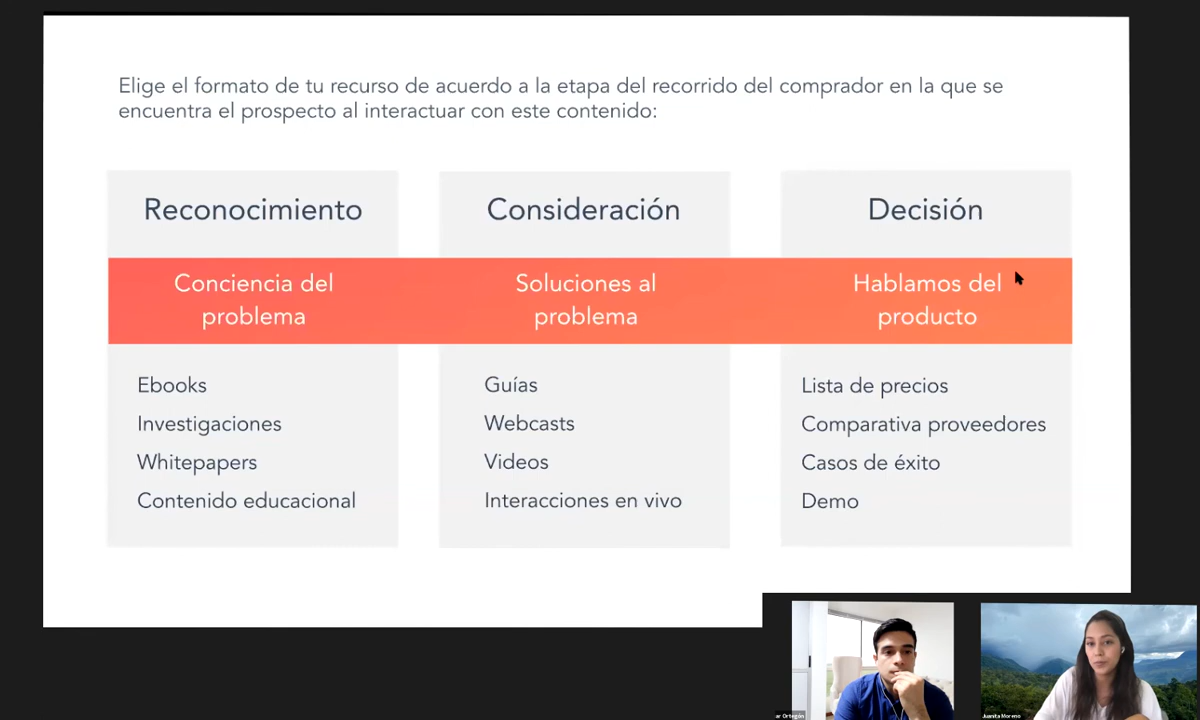 Elige el formato de tu recurso de acuerdo a la etapa del recorrido del comprador en la que se
encuentra el prospecto al interactuar con este contenido:
Reconocimiento
Conciencia del
problema
Ebooks
Investigaciones
Whitepapers
Contenido educacional
Consideración
Soluciones al
problema
Guías
Webcasts
Videos
Interacciones en vivo
Decisión
Hablamos del
producto
Lista de precios
Comparativa proveedores
Casos de éxito
Demo
ar Ortegón
Juanita Moreno